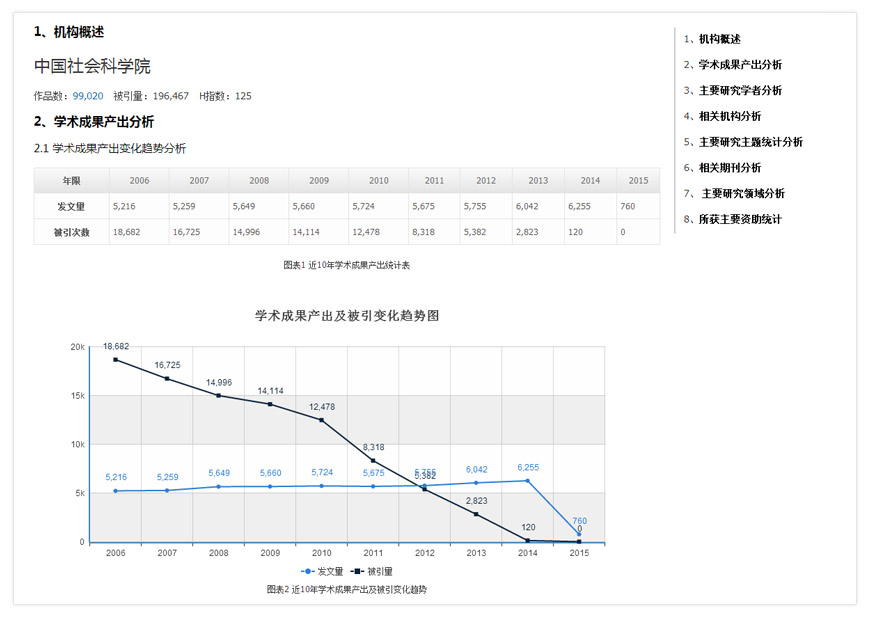 1、机构概述
中国社会科学院
作品数：99,020 被引量：196,467 H指数：125
2、学术成果产出分析
2.1 学术成果产出变化趋势分析
年限 2006 2007 2008 2009 2010 2011 2012 2013 2014 2015
发文量 5,216 5,259 5,649 5,660 5,724 5,675 5,755 6,042 6,255 760
被引次数 18,682 16,725 14,996 14,114 12,478 8,318 5,382 2,823 120 0
图表1 近10年学术成果产出统计表
学术成果产出及被引变化趋势图
20k
15k
10k
5k
0
18,682 16,725 14,996 14,114 12,478 8,318 5,382 2,823 120 0
5,216 5,259 5,649 5,660 5,724 5,675 5,755 6,042 6,255 760
2006 2007 2008 2009 2010 2011 2012 2013 2014 2015
发文量 被引量
图表2 近10年学术成果产出及被引变化趋势
1、机构概述
2、学术成果产出分析
3、主要研究学者分析
4、相关机构分析
5、主要研究主题统计分析
6、相关期刊分析
7、 主要研究领域分析
8、所获主要资助统计